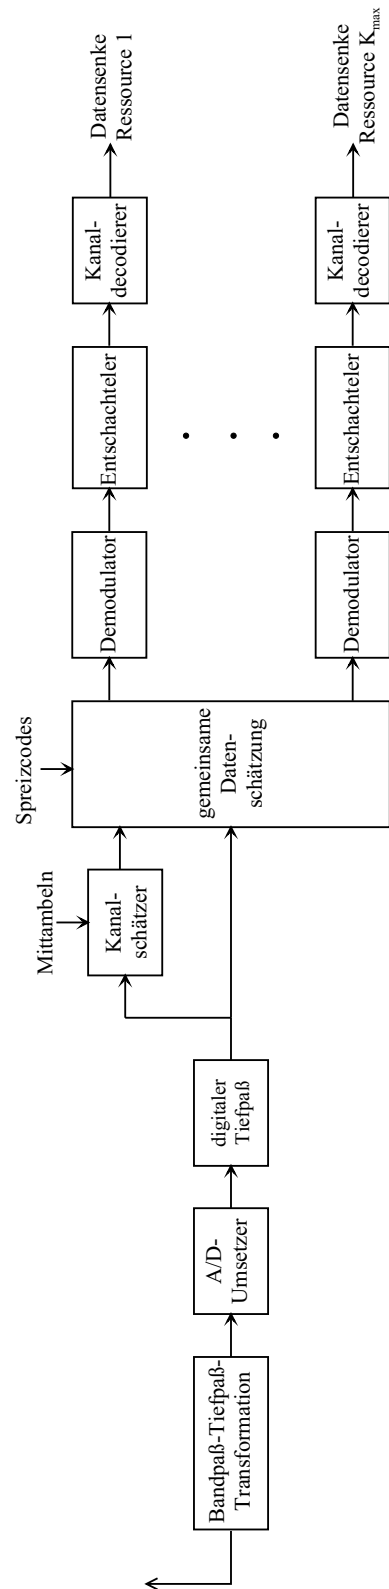 Bandpaß-Tiefpaß-
Transformation
A/D-
Umsetzer
digitaler
Tiefpaß
Mittambeln
Kanal-
schätzer
Spreizcodes
gemeinsame
Daten-
schätzung
Demodulator
Entschachteler
Kanal-
decodierer
Datensenke
Ressource 1
. . .
Demodulator
Entschachteler
Kanal-
decodierer
Datensenke
Ressource Kmax